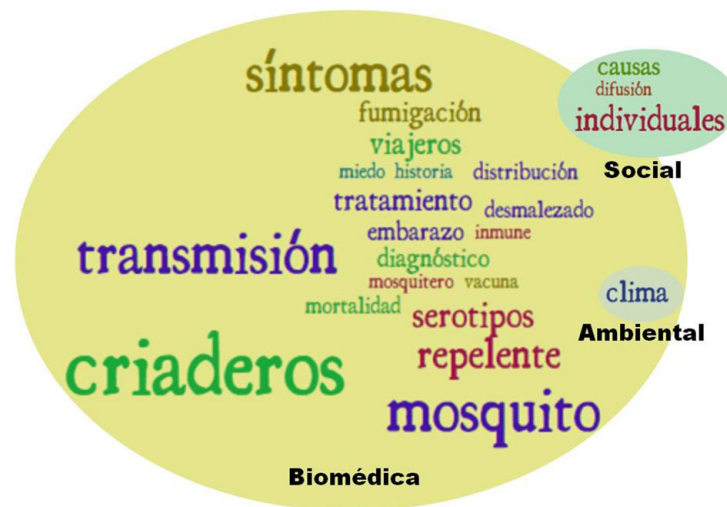 síntomas
fumigación
viajeros
miedo historia distribución
tratamiento desmalezado
embarazo inmune
transmisión
diagnóstico
mosquitero vacuna
mortalidad
serotipos
criaderos
repelente
mosquito
Biomédica
causas
difusión
individuales
Social
clima
Ambiental